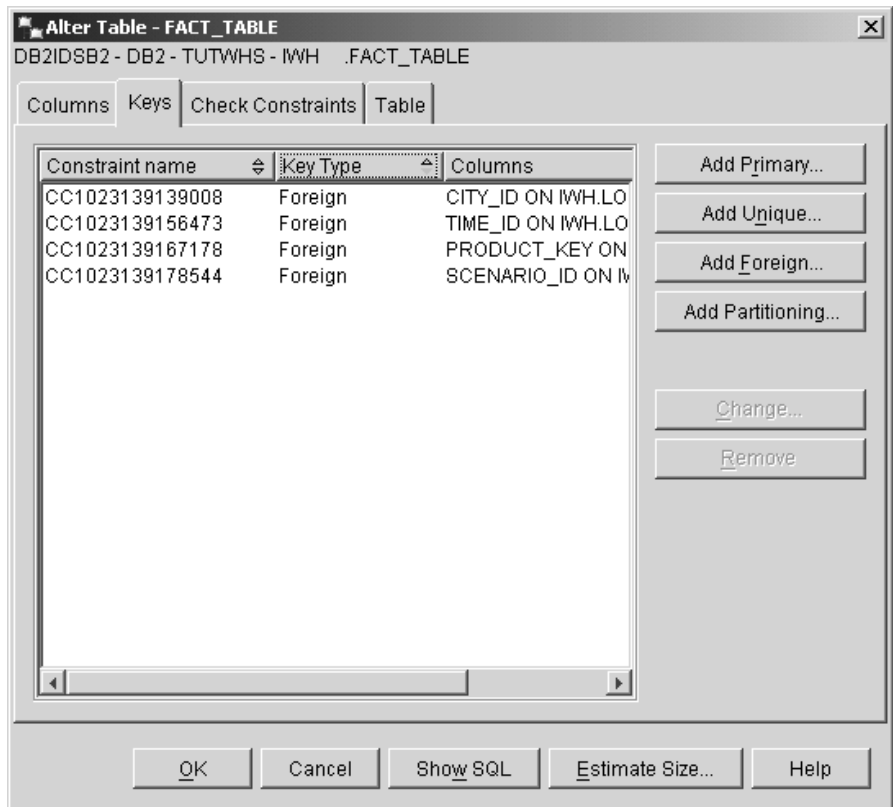 Alter Table - FACT_TABLE
DB2IDSB2 - DB2 - TUTWHS - IWH .FACT_TABLE
Columns Keys Check Constraints Table
Constraint name Key Type Columns
CC1023139139008 Foreign CITY_ID ON IWH.LO
CC1023139156473 Foreign TIME_ID ON IWH.LO
CC1023139167178 Foreign PRODUCT_KEY ON
CC1023139178544 Foreign SCENARIO_ID ON IW
Add Primary...
Add Unique...
Add Foreign...
Add Partitioning...
Change...
Remove
OK Cancel Show SQL Estimate Size... Help